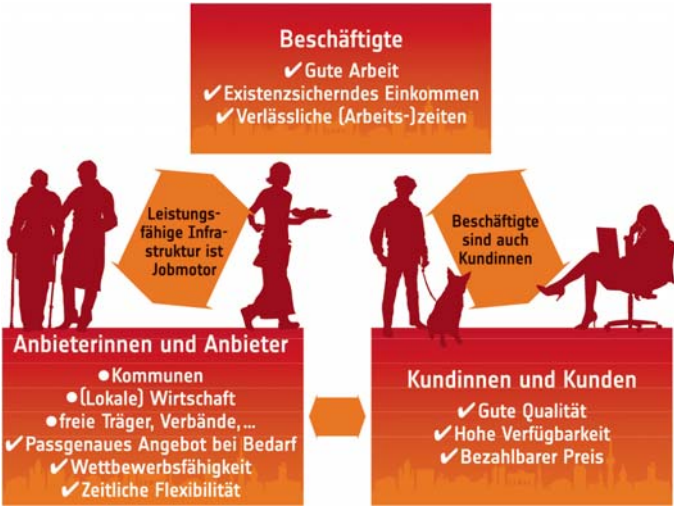 Beschäftigte
✔Gute Arbeit
✔Existenzsicherndes Einkommen
✔Verlässliche (Arbeits-)zeiten
Leistungs-
fähige Infra-
struktur ist
Jobmotor
Beschäftigte
sind auch
Kundinnen
Anbieterinnen und Anbieter
●Kommunen
●(Lokale) Wirtschaft
●freie Träger, Verbände,...
✔Passgenaues Angebot bei Bedarf
✔Wettbewerbsfähigkeit
✔Zeitliche Flexibilität
Kundinnen und Kunden
✔Gute Qualität
✔Hohe Verfügbarkeit
✔Bezahlbarer Preis